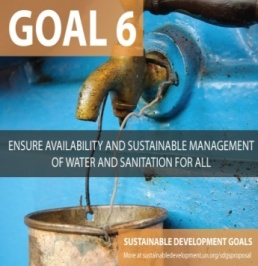 GOAL 6
ENSURE AVAILABILITY AND SUSTAINABLE MANAGEMENT
OF WATER AND SANITATION FOR ALL
SUSTAINABLE DEVELOPMENT GOALS
More at sustainabledevelopment.un.org/sdgsproposal